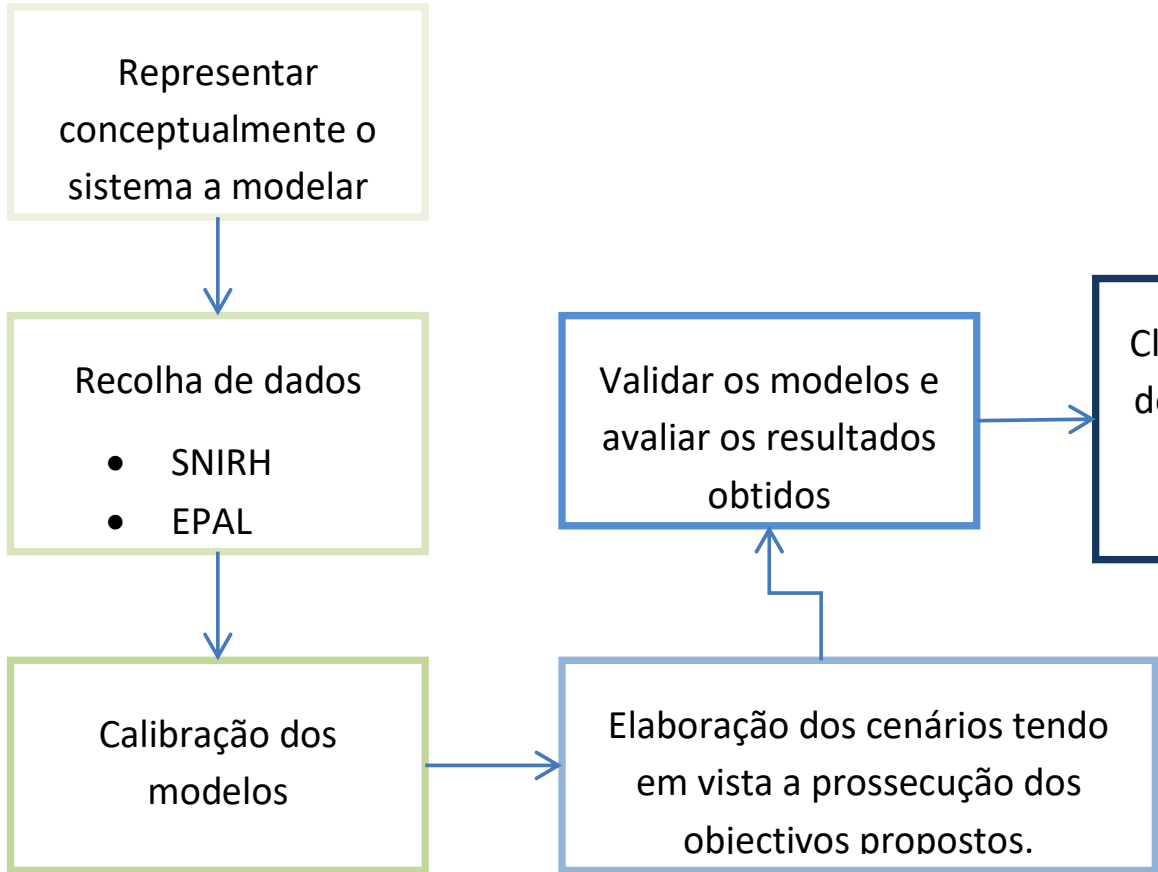 Representar
conceptualmente o
sistema a modelar
Recolha de dados
• SNIRH
• EPAL
Calibração dos
modelos
Elaboração dos cenários tendo
em vista a prossecução dos
objectivos propostos.
Validar os modelos e
avaliar os resultados
obtidos